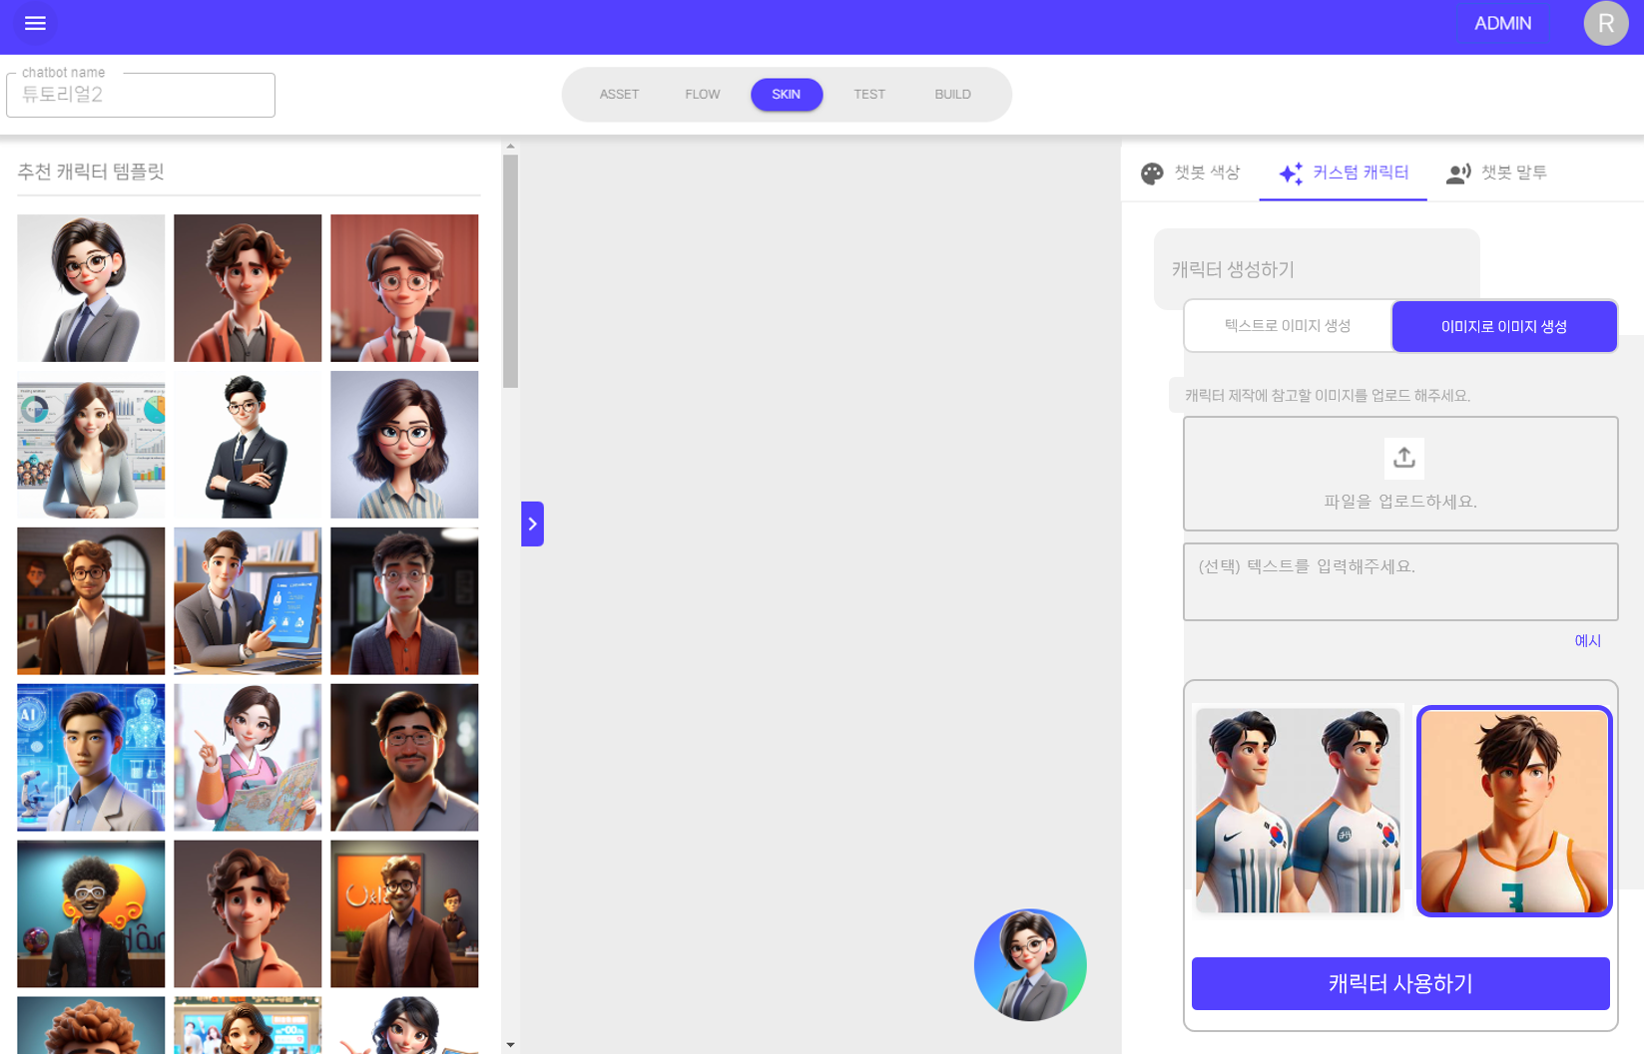 ADMIN
R
chatbot name
튜토리얼2
ASSET
FLOW
SKIN
TEST
BUILD
추천 캐릭터 템플릿
챗봇 색상
커스텀 캐릭터
챗봇 말투
캐릭터 생성하기
텍스트로 이미지 생성
이미지로 이미지 생성
캐릭터 제작에 참고할 이미지를 업로드 해주세요.
파일을 업로드하세요.
(선택) 텍스트를 입력해주세요.
예시
AI
캐릭터 사용하기